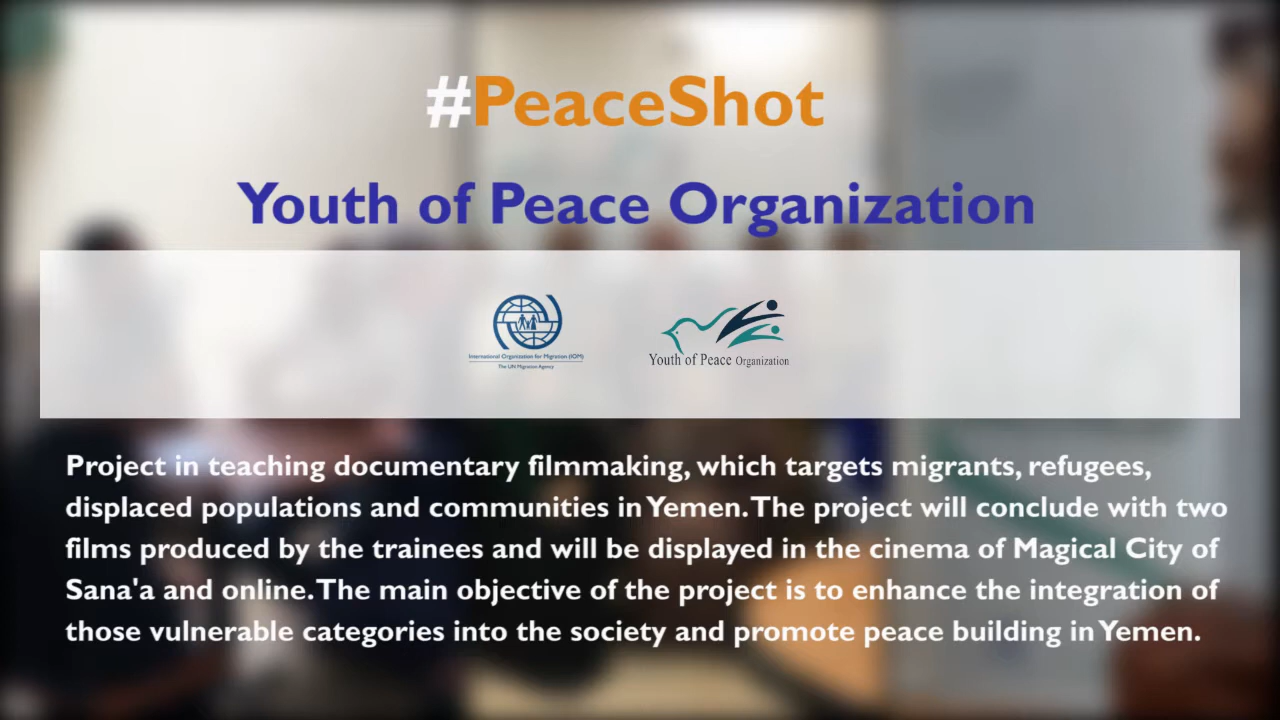 #PeaceShot
Youth of Peace Organization
International Organization for Migration (IOM)
The UN Migration Agency
Youth of Peace Organization
Project in teaching documentary filmmaking, which targets migrants, refugees,
displaced populations and communities in Yemen. The project will conclude with two
films produced by the trainees and will be displayed in the cinema of Magical City of
Sana'a and online. The main objective of the project is to enhance the integration of
those vulnerable categories into the society and promote peace building in Yemen.